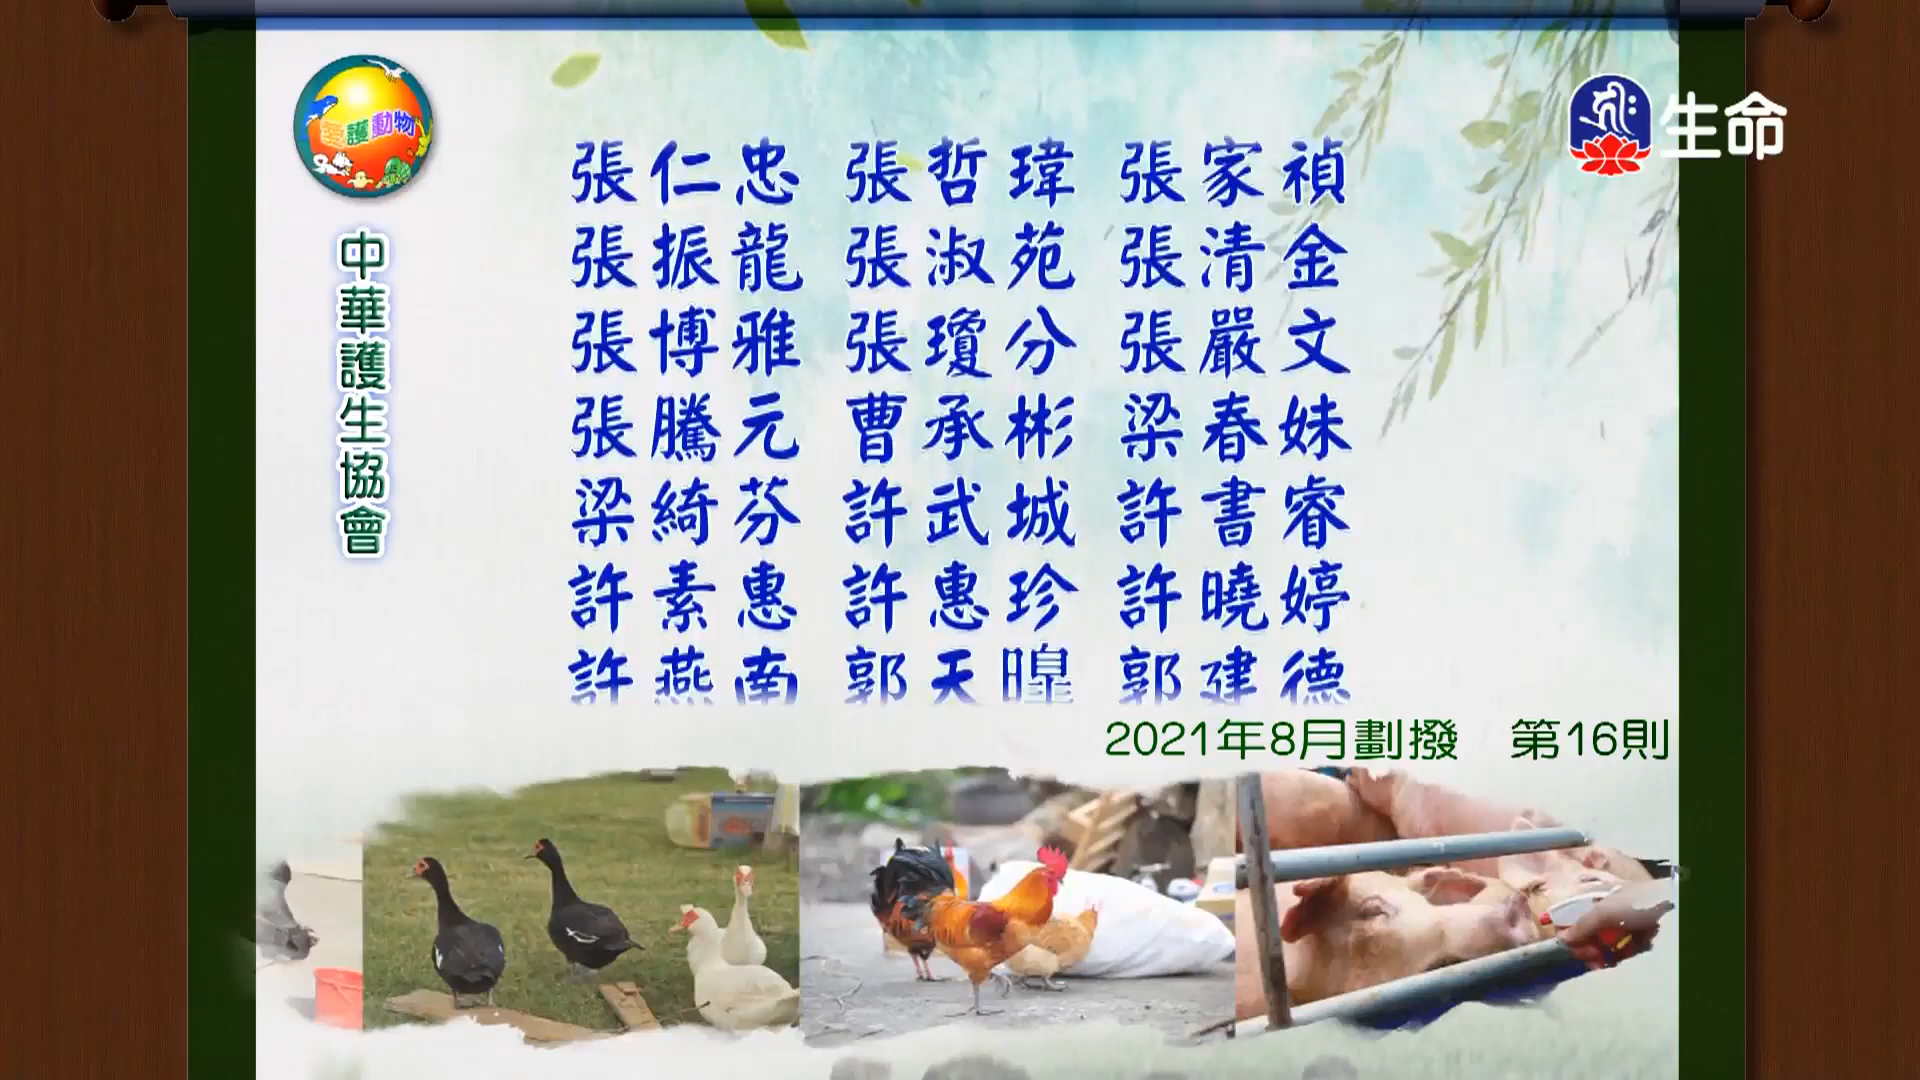 愛護動物
生命
中華護生協會
張仁忠 張哲瑋 張家禎
張振龍 張淑苑 張清金
張博雅 張瓊分 張嚴文
張騰元 曹承彬 梁春妹
梁綺芬 許武城 許書睿
許素惠 許惠珍 許曉婷
許燕南 郭天隍 郭建德
2021年8月劃撥 第16則